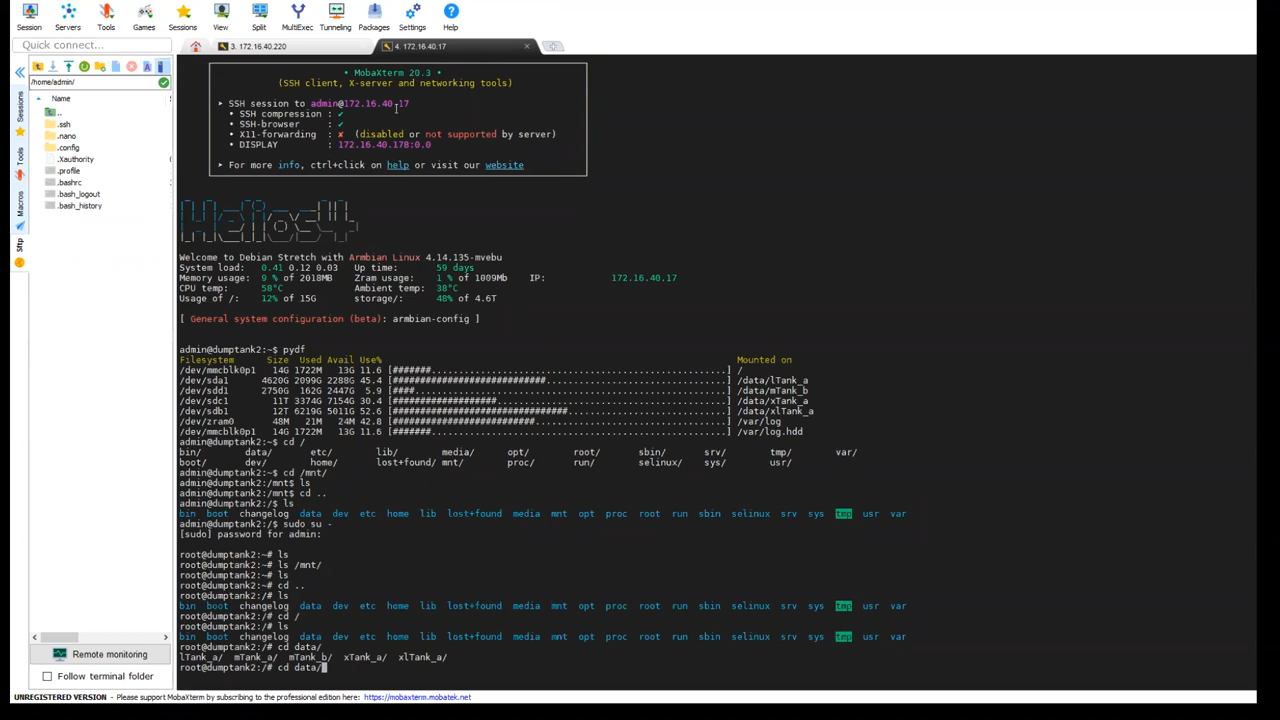 Session Servers Tools Games Sessions View Split MultiExec Tunneling Packages Settings Help
Quick connect...
3. 172.16.40.220
4. 172.16.40.17
/home/admin/
Name
..
.ssh
.nano
.config
.Xauthority
.profile
.bashrc
.bash_logout
.bash_history
Sessions
Tools
Macros
Sftp
• MobaXterm 20.3 •
(SSH client, X-server and networking tools)
➤ SSH session to admin@172.16.40.17
• SSH compression : ✔
• SSH-browser : ✔
• X11-forwarding : ✘ (disabled or not supported by server)
• DISPLAY : 172.16.40.178:0.0
➤ For more info, ctrl+click on help or visit our website
Helios4
Welcome to Debian Stretch with Armbian Linux 4.14.135-mvebu
System load: 0.41 0.12 0.03 Up time: 59 days
Memory usage: 9 % of 2018MB Zram usage: 1 % of 1009Mb IP: 172.16.40.17
CPU temp: 58°C Ambient temp: 38°C
Usage of /: 12% of 15G storage/: 48% of 4.6T
[ General system configuration (beta): armbian-config ]
admin@dumptank2:~$ pydf
Filesystem Size Used Avail Use% Mounted on
/dev/mmcblk0p1 14G 1722M 13G 11.6 [#######.....................................................] /
/dev/sda1 4620G 2099G 2288G 45.4 [###########################.................................] /data/lTank_a
/dev/sdd1 2750G 162G 2447G 5.9 [####........................................................] /data/mTank_b
/dev/sdc1 11T 3374G 7154G 30.4 [##################..........................................] /data/xTank_a
/dev/sdb1 12T 6219G 5011G 52.6 [###############################.............................] /data/xlTank_a
/dev/zram0 48M 21M 24M 42.8 [#########################...................................] /var/log
/dev/mmcblk0p1 14G 1722M 13G 11.6 [#######.....................................................] /var/log.hdd
admin@dumptank2:~$ cd /
bin/ data/ etc/ lib/ media/ opt/ root/ sbin/ srv/ tmp/ var/
boot/ dev/ home/ lost+found/ mnt/ proc/ run/ selinux/ sys/ usr/
admin@dumptank2:~$ cd /mnt/
admin@dumptank2:/mnt$ ls
admin@dumptank2:/mnt$ cd ..
admin@dumptank2:/$ ls
bin boot changelog data dev etc home lib lost+found media mnt opt proc root run sbin selinux srv sys tmp usr var
admin@dumptank2:/$ sudo su -
[sudo] password for admin:
root@dumptank2:~# ls
root@dumptank2:~# ls /mnt/
root@dumptank2:~# ls
root@dumptank2:~# cd ..
root@dumptank2:/# ls
bin boot changelog data dev etc home lib lost+found media mnt opt proc root run sbin selinux srv sys tmp usr var
root@dumptank2:/# cd /
root@dumptank2:/# ls
bin boot changelog data dev etc home lib lost+found media mnt opt proc root run sbin selinux srv sys tmp usr var
root@dumptank2:/# cd data/
lTank_a/ mTank_a/ mTank_b/ xTank_a/ xlTank_a/
root@dumptank2:/# cd data/
Remote monitoring
Follow terminal folder
UNREGISTERED VERSION - Please support MobaXterm by subscribing to the professional edition here: https://mobaxterm.mobatek.net